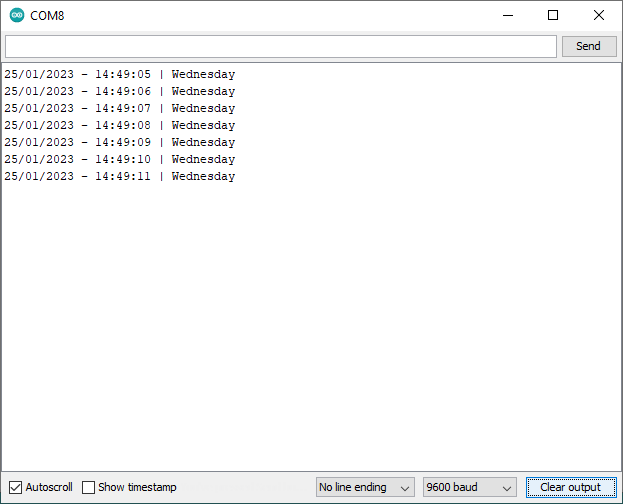 COM8
Send
25/01/2023 - 14:49:05 | Wednesday
25/01/2023 - 14:49:06 | Wednesday
25/01/2023 - 14:49:07 | Wednesday
25/01/2023 - 14:49:08 | Wednesday
25/01/2023 - 14:49:09 | Wednesday
25/01/2023 - 14:49:10 | Wednesday
25/01/2023 - 14:49:11 | Wednesday
Autoscroll Show timestamp No line ending 9600 baud Clear output